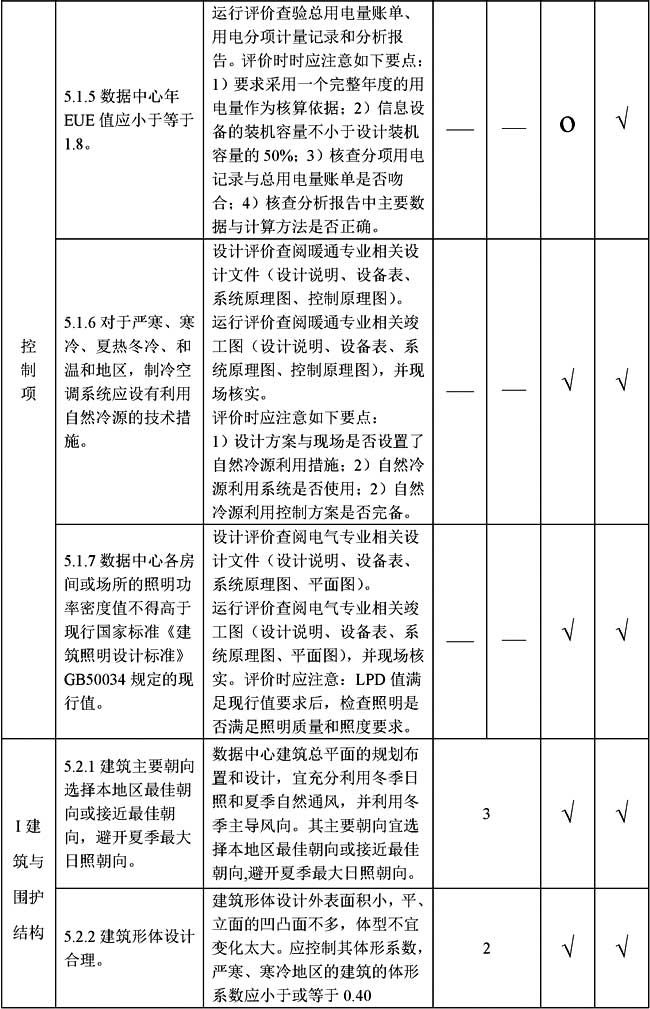 控
制
项
5.1.5 数据中心年
EUE 值应小于等于
1.8。
运行评价查验总用电量账单、
用电分项计量记录和分析报
告。评价时时应注意如下要点：
1）要求采用一个完整年度的用
电量作为核算依据；2）信息设
备的装机容量不小于设计装机
容量的 50%；3）核查分项用电
记录与总用电量账单是否吻
合；4）核查分析报告中主要数
据与计算方法是否正确。
— — O √
5.1.6 对于严寒、寒
冷、夏热冬冷、和
温和地区，制冷空
调系统应设有利用
自然冷源的技术措
施。
设计评价查阅暖通专业相关设
计文件（设计说明、设备表、
系统原理图、控制原理图）。
运行评价查阅暖通专业相关竣
工图（设计说明、设备表、系
统原理图、控制原理图），并现
场核实。
评价时应注意如下要点：
1）设计方案与现场是否设置了
自然冷源利用措施；2）自然冷
源利用系统是否使用；2）自然
冷源利用控制方案是否完备。
— — √ √
5.1.7 数据中心各房
间或场所的照明功
率密度值不得高于
现行国家标准《建
筑照明设计标准》
GB50034 规定的现
行值。
设计评价查阅电气专业相关设
计文件（设计说明、设备表、
系统原理图、平面图）。
运行评价查阅电气专业相关竣
工图（设计说明、设备表、系
统原理图、平面图），并现场核
实。评价时应注意：LPD 值满
足现行值要求后，检查照明是
否满足照明质量和照度要求。
— — √ √
I 建
筑与
围护
结构
5.2.1 建筑主要朝向
选择本地区最佳朝
向或接近最佳朝
向，避开夏季最大
日照朝向。
数据中心建筑总平面的规划布
置和设计，宜充分利用冬季日
照和夏季自然通风，并利用冬
季主导风向。其主要朝向宜选
择本地区最佳朝向或接近最佳
朝向,避开夏季最大日照朝向。
3 √ √
5.2.2 建筑形体设计
合理。
建筑形体设计外表面积小，平、
立面的凹凸面不多，体型不宜
变化太大。应控制其体形系数，
严寒、寒冷地区的建筑的体形
系数应小于或等于 0.40
2 √ √